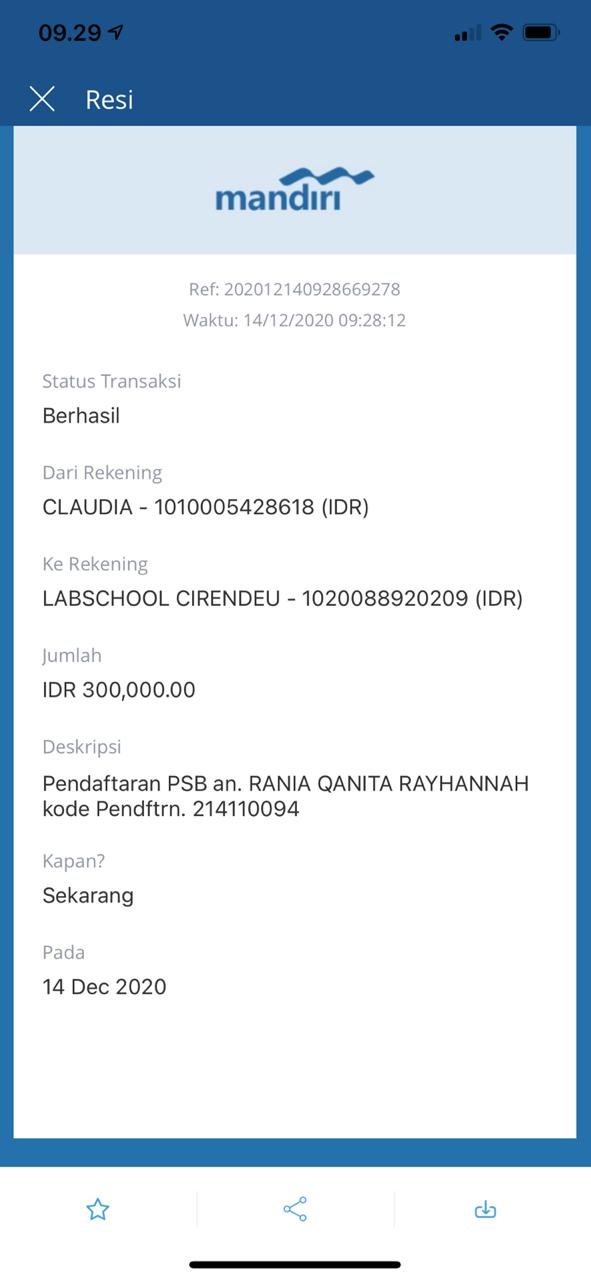 09.29
Resi
mandırı
Ref: 202012140928669278
Waktu: 14/12/2020 09:28:12
Status Transaksi
Berhasil
Dari Rekening
CLAUDIA - 1010005428618 (IDR)
Ke Rekening
LABSCHOOL CIRENDEU - 1020088920209 (IDR)
Jumlah
IDR 300,000.00
Deskripsi
Pendaftaran PSB an. RANIA QANITA RAYHANNAH
kode Pendftrn. 214110094
Kapan?
Sekarang
Pada
14 Dec 2020